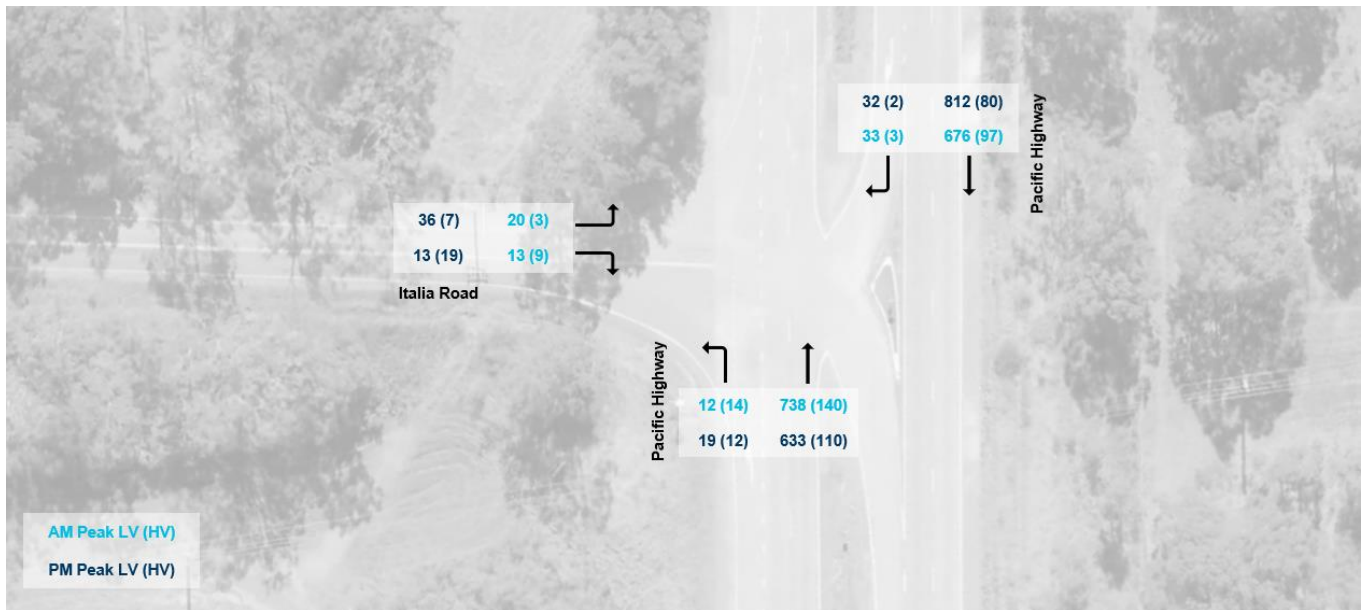 32 (2) 812 (80)
33 (3) 676 (97)
Pacific Highway
36 (7) 20 (3)
13 (19) 13 (9)
Italia Road
Pacific Highway
12 (14) 738 (140)
19 (12) 633 (110)
AM Peak LV (HV)
PM Peak LV (HV)